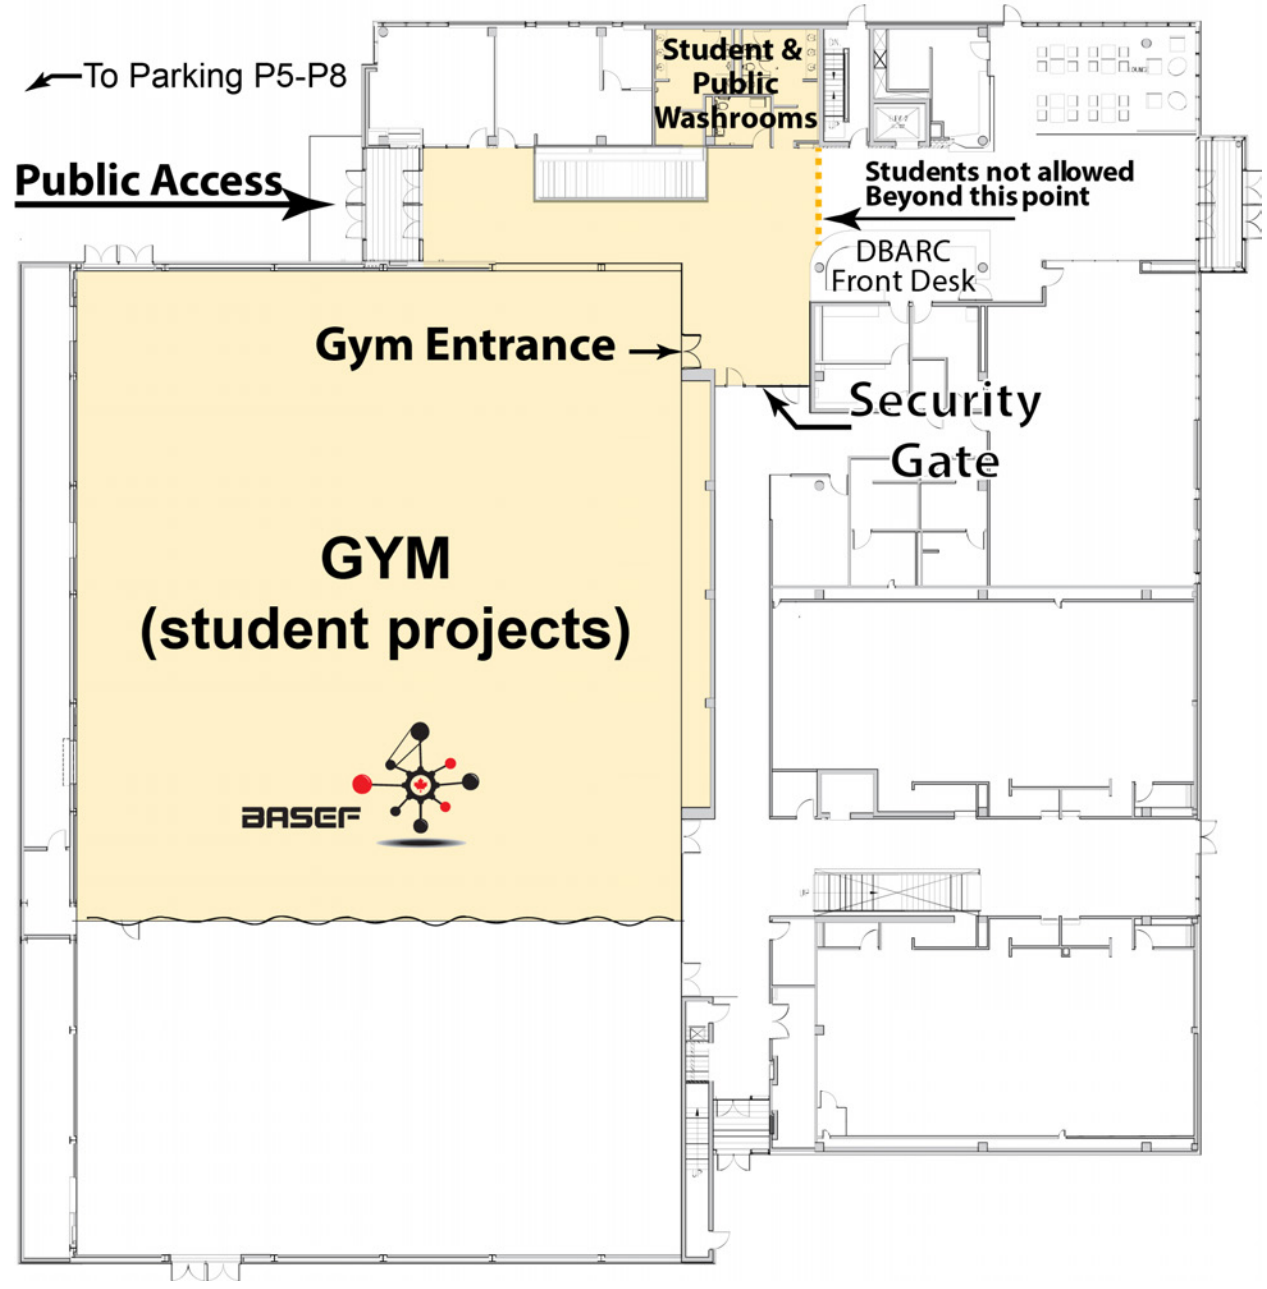 Student &
Public
Washrooms
To Parking P5-P8
Public Access
Students not allowed
Beyond this point
DBARC
Front Desk
Gym Entrance
Security
Gate
GYM
(student projects)
BASEF